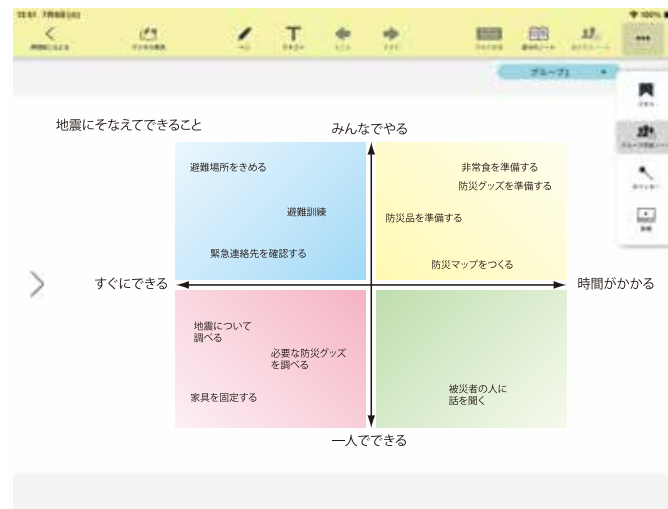 グループ1
地震にそなえてできること
みんなでやる
避難場所をきめる
避難訓練
緊急連絡先を確認する
非常食を準備する
防災グッズを準備する
防災品を準備する
防災マップをつくる
すぐにできる
時間がかかる
地震について
調べる
必要な防災グッズ
を調べる
家具を固定する
被災者の人に
話を聞く
一人でできる